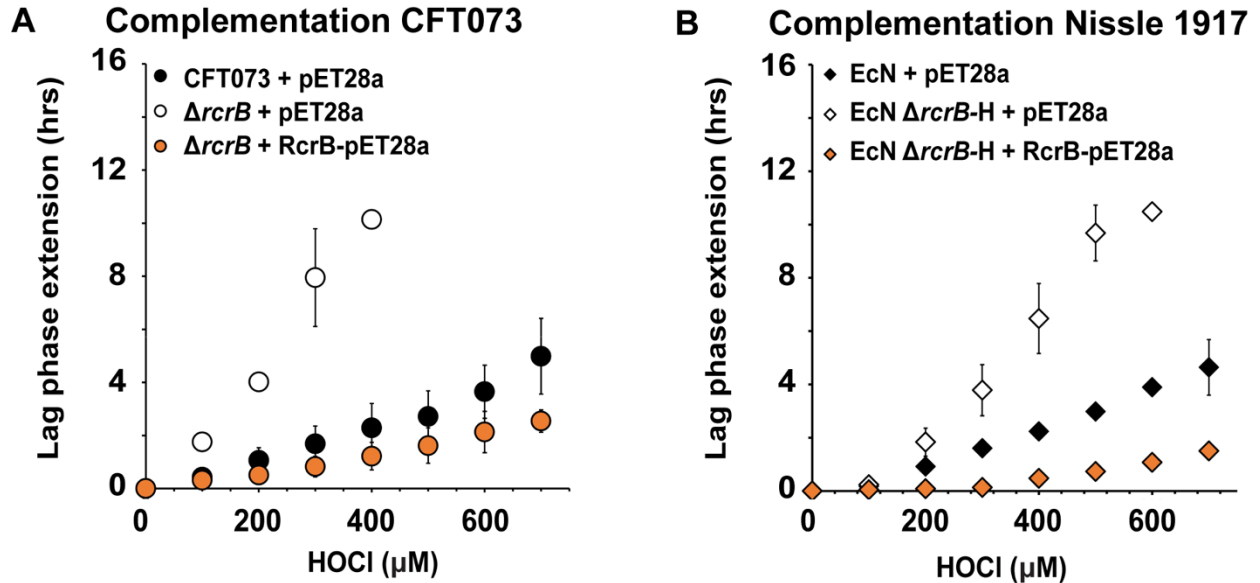 A Complementation CFT073
16
12
8
4
0
Lag phase extension (hrs)
CFT073 + pET28a
ΔrcrB + pET28a
ΔrcrB + RcrB-pET28a
0 200 400 600
HOCl (µM)
B Complementation Nissle 1917
16
12
8
4
0
Lag phase extension (hrs)
EcN + pET28a
EcN ΔrcrB-H + pET28a
EcN ΔrcrB-H + RcrB-pET28a
0 200 400 600
HOCl (µM)